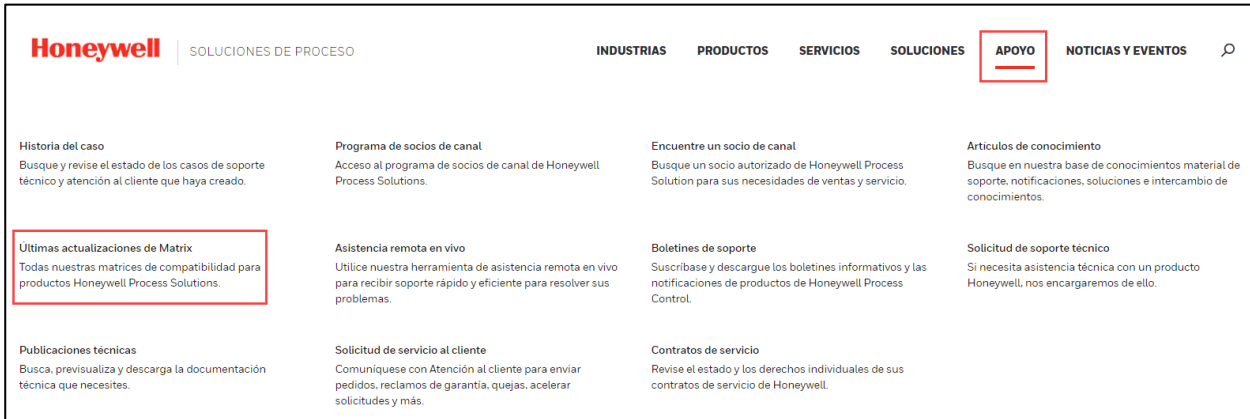 Honeywell SOLUCIONES DE PROCESO INDUSTRIAS PRODUCTOS SERVICIOS SOLUCIONES APOYO NOTICIAS Y EVENTOS
Historia del caso
Busque y revise el estado de los casos de soporte
técnico y atención al cliente que haya creado.
Programa de socios de canal
Acceso al programa de socios de canal de Honeywell
Process Solutions.
Encuentre un socio de canal
Busque un socio autorizado de Honeywell Process
Solution para sus necesidades de ventas y servicio.
Artículos de conocimiento
Busque en nuestra base de conocimientos material de
soporte, notificaciones, soluciones e intercambio de
conocimientos.
Últimas actualizaciones de Matrix
Todas nuestras matrices de compatibilidad para
productos Honeywell Process Solutions.
Asistencia remota en vivo
Utilice nuestra herramienta de asistencia remota en vivo
para recibir soporte rápido y eficiente para resolver sus
problemas.
Boletines de soporte
Suscríbase y descargue los boletines informativos y las
notificaciones de productos de Honeywell Process
Control.
Solicitud de soporte técnico
Si necesita asistencia técnica con un producto
Honeywell, nos encargaremos de ello.
Publicaciones técnicas
Busca, previsualiza y descarga la documentación
técnica que necesites.
Solicitud de servicio al cliente
Comuníquese con Atención al cliente para enviar
pedidos, reclamos de garantía, quejas, acelerar
solicitudes y más.
Contratos de servicio
Revise el estado y los derechos individuales de sus
contratos de servicio de Honeywell.